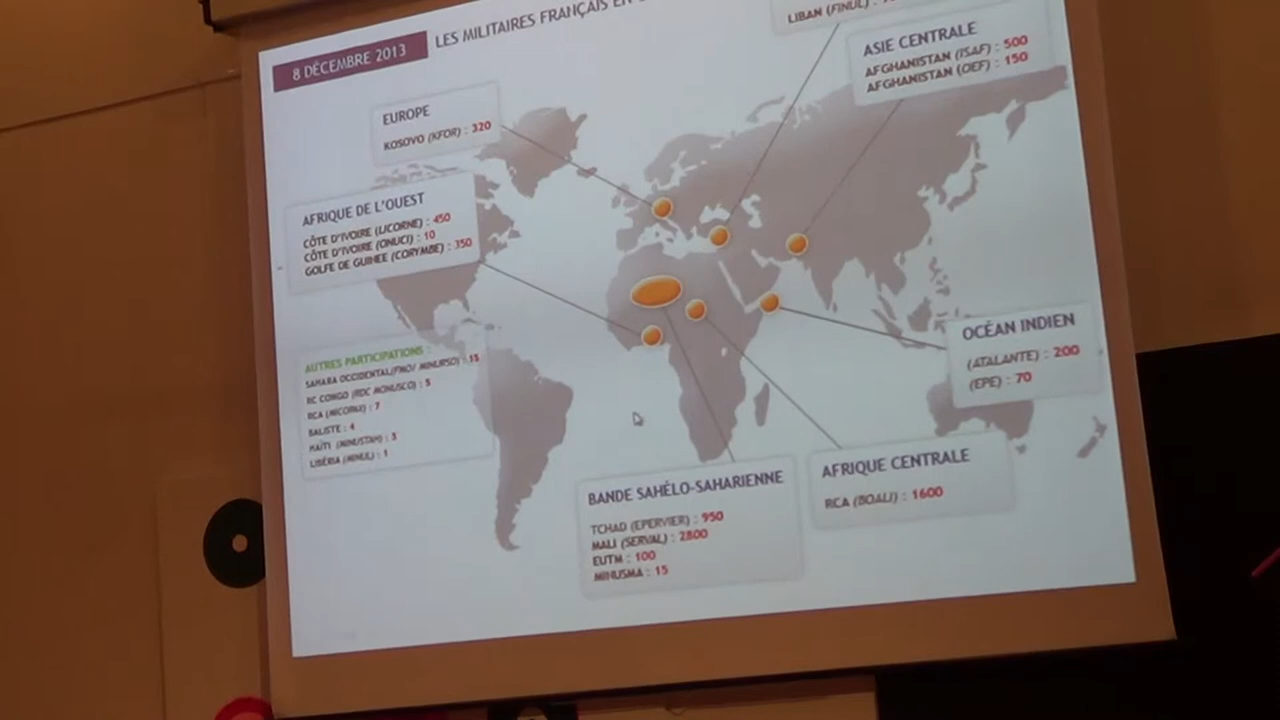 8 DÉCEMBRE 2013
LES MILITAIRES FRANÇAIS EN
LIBAN (FINUL) :
ASIE CENTRALE
AFGHANISTAN (ISAF) : 500
AFGHANISTAN (OEF) : 150
EUROPE
KOSOVO (KFOR) : 320
AFRIQUE DE L'OUEST
CÔTE D'IVOIRE (LICORNE) : 450
CÔTE D'IVOIRE (ONUCI) : 10
GOLFE DE GUINEE (CORYMBE) : 350
OCÉAN INDIEN
(ATALANTE) : 200
(EPE) : 70
AUTRES PARTICIPATIONS :
SAHARA OCCIDENTAL(FMO/ MINURSO) : 15
RC CONGO (RDC MONUSCO) : 5
RCA (MICOPAX) : 7
BALISTE : 4
HAÏTI (MINUSTAH) : 3
LIBÉRIA (MINUL) : 1
BANDE SAHÉLO-SAHARIENNE
TCHAD (EPERVIER) : 950
MALI (SERVAL) : 2800
EUTM : 100
MINUSMA : 15
AFRIQUE CENTRALE
RCA (BOALI) : 1600